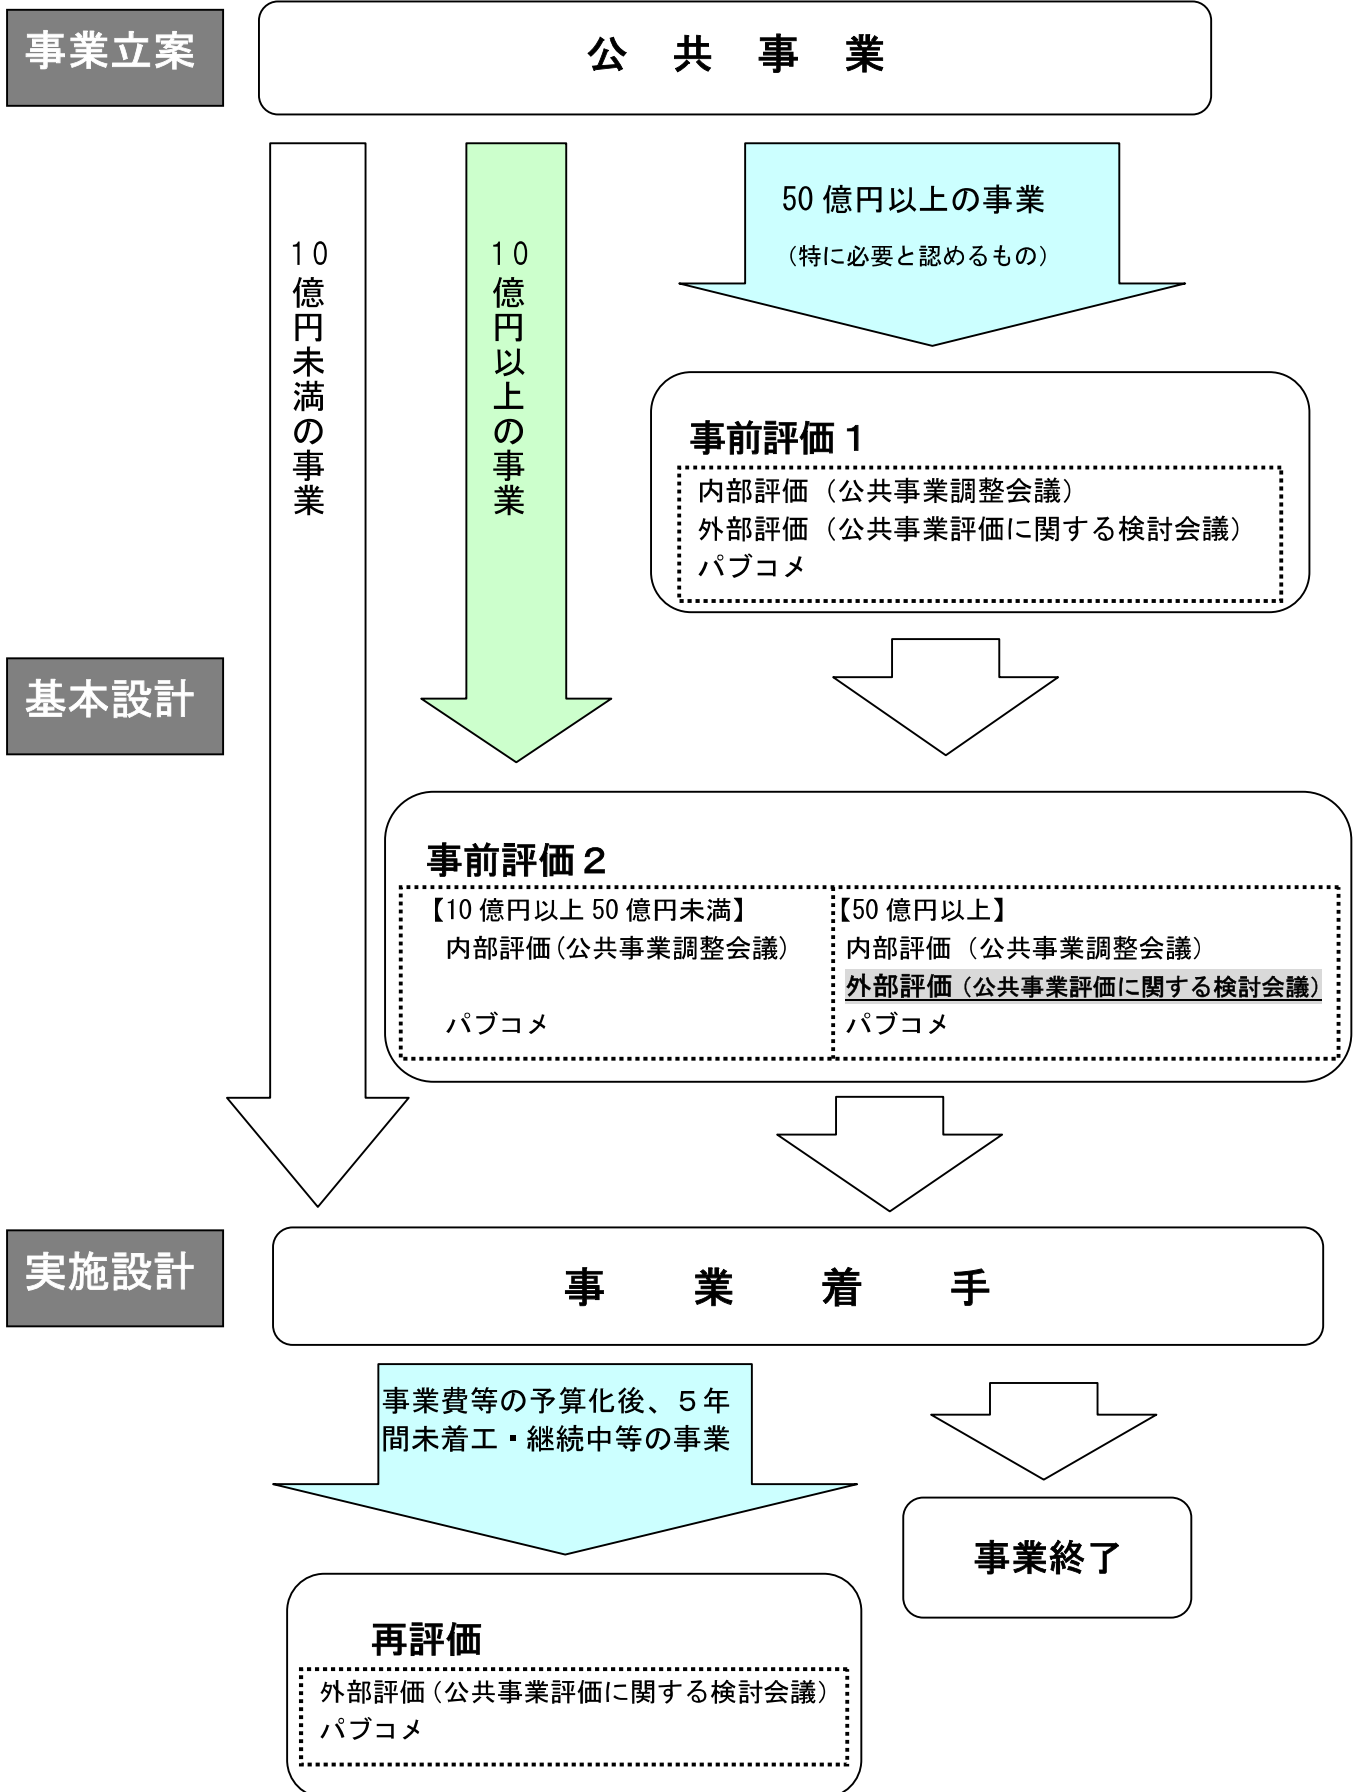 事業立案
公共事業
10億円未満の事業
10億円以上の事業
50億円以上の事業
（特に必要と認めるもの）
事前評価１
内部評価（公共事業調整会議）
外部評価（公共事業評価に関する検討会議）
パブコメ
基本設計
事前評価２
【10億円以上50億円未満】
内部評価（公共事業調整会議）
パブコメ
【50億円以上】
内部評価（公共事業調整会議）
外部評価（公共事業評価に関する検討会議）
パブコメ
実施設計
事業着手
事業費等の予算化後、５年
間未着工・継続中等の事業
事業終了
再評価
外部評価（公共事業評価に関する検討会議）
パブコメ